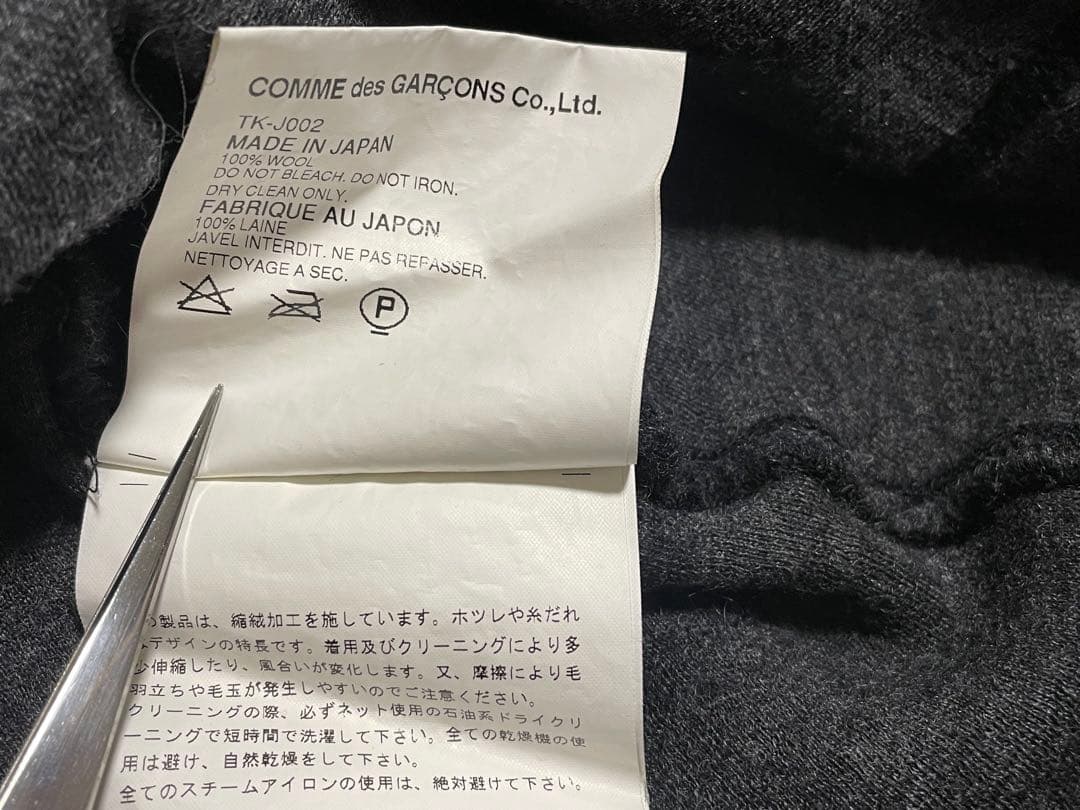 COMME des GARÇONS Co.,Ltd.
TK-J002
MADE IN JAPAN
100% WOOL
DO NOT BLEACH. DO NOT IRON.
DRY CLEAN ONLY.
FABRIQUE AU JAPON
100% LAINE
JAVEL INTERDIT. NE PAS REPASSER.
NETTOYAGE A SEC.
P
製品は、縮絨加工を施しています。ホツレや糸だれ
デザインの特長です。着用及びクリーニングにより多
少伸縮したり、風合いが変化します。又、摩擦により毛
羽立ちや毛玉が発生しやすいのでご注意ください。
クリーニングの際、必ずネット使用の石油系ドライクリ
ーニングで短時間で洗濯して下さい。全ての乾燥機の使
用は避け、自然乾燥をして下さい。
全てのスチームアイロンの使用は、絶対避けて下さい。